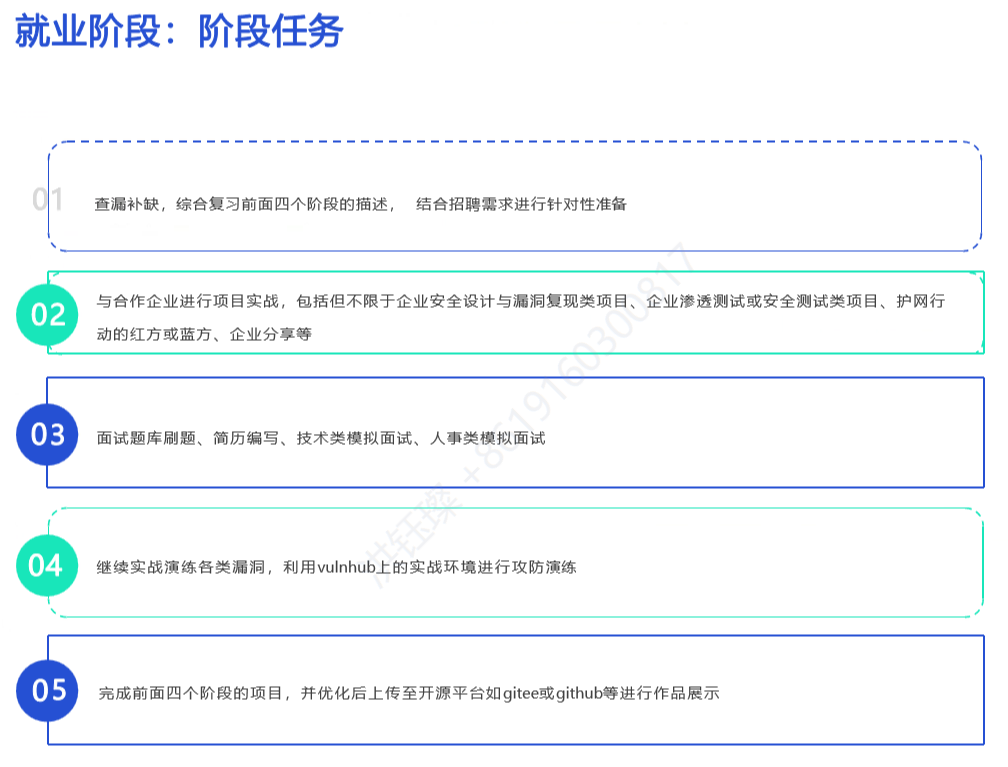 就业阶段：阶段任务
01
查漏补缺，综合复习前面四个阶段的描述， 结合招聘需求进行针对性准备
02
与合作企业进行项目实战，包括但不限于企业安全设计与漏洞复现类项目、企业渗透测试或安全测试类项目、护网行
动的红方或蓝方、企业分享等
03
面试题库刷题、简历编写、技术类模拟面试、人事类模拟面试
04
继续实战演练各类漏洞，利用vulnhub上的实战环境进行攻防演练
05
完成前面四个阶段的项目，并优化后上传至开源平台如gitee或github等进行作品展示
洪钰璨 +8619160300817